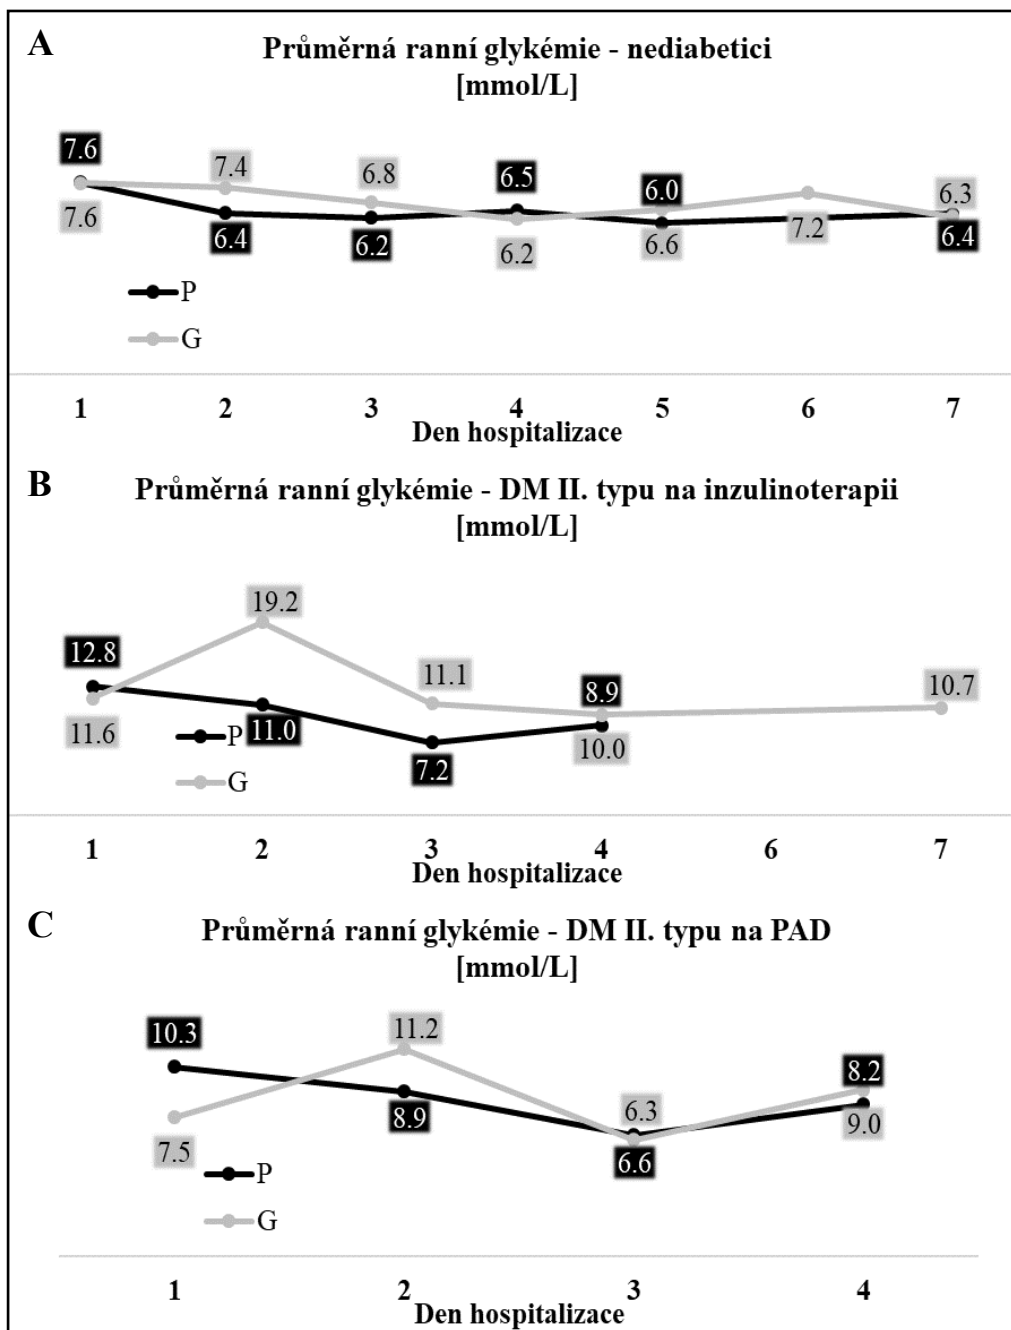 A
Průměrná ranní glykémie - nediabetici
[mmol/L]
7.6
7.4
6.8
6.5
6.0
6.3
7.6
6.4
6.2
6.2
6.6
7.2
6.4
P
G
1 2 3 4 5 6 7
Den hospitalizace
B
Průměrná ranní glykémie - DM II. typu na inzulinoterapii
[mmol/L]
19.2
12.8
11.1
8.9
10.7
11.6
P
11.0
7.2
10.0
G
1 2 3 4 6 7
Den hospitalizace
C
Průměrná ranní glykémie - DM II. typu na PAD
[mmol/L]
10.3
11.2
8.2
7.5
8.9
6.3
9.0
6.6
P
G
1 2 3 4
Den hospitalizace